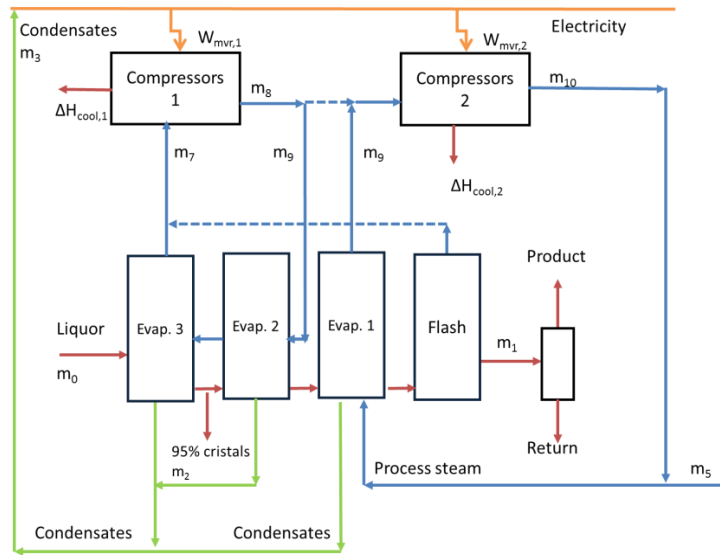 Condensates
m3
Electricity
Wmvr,1
Wmvr,2
Compressors
1
Compressors
2
m8
m10
ΔHcool,1
m7
m9
m9
ΔHcool,2
Product
Liquor
Evap. 3
Evap. 2
Evap. 1
Flash
m0
m1
95% cristals
m2
Return
Process steam
m5
Condensates
Condensates